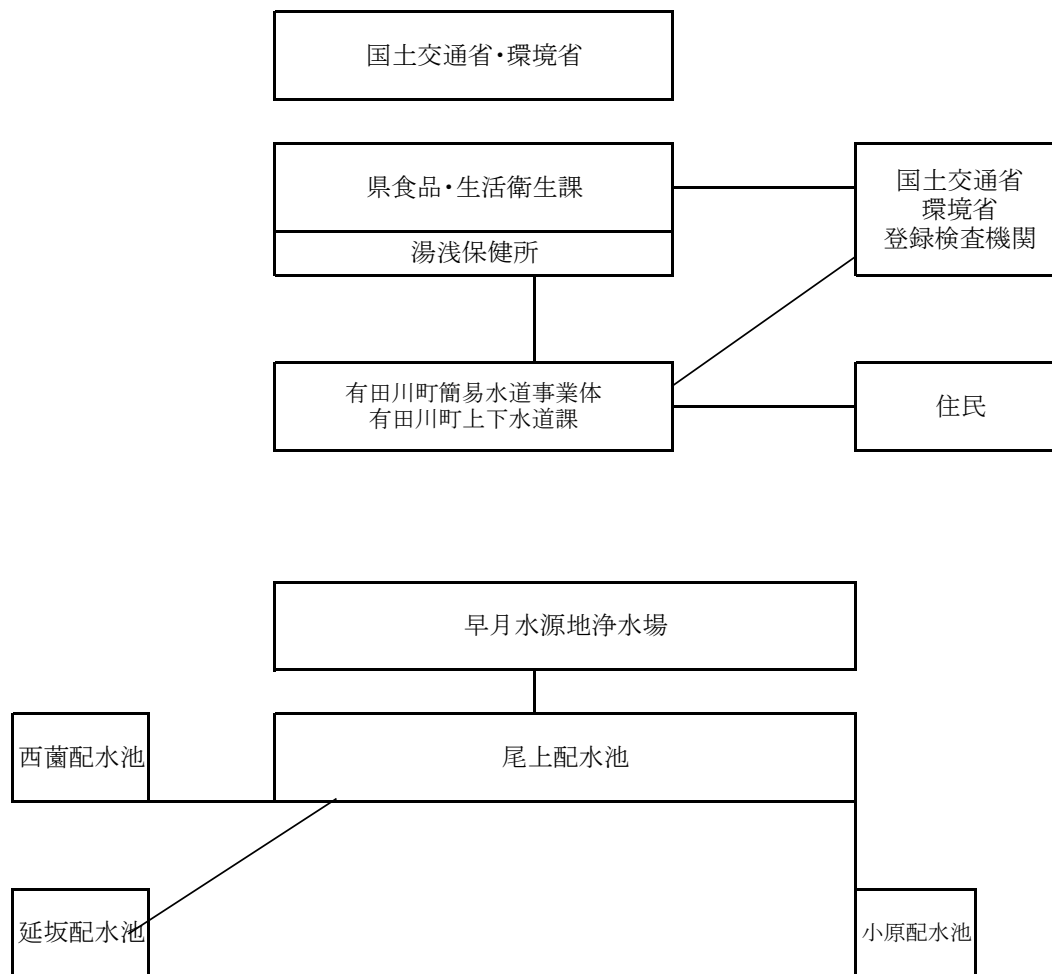 国土交通省・環境省
県食品・生活衛生課
湯浅保健所
国土交通省
環境省
登録検査機関
有田川町簡易水道事業体
有田川町上下水道課
住民
早月水源地浄水場
西薗配水池
尾上配水池
延坂配水池
小原配水池